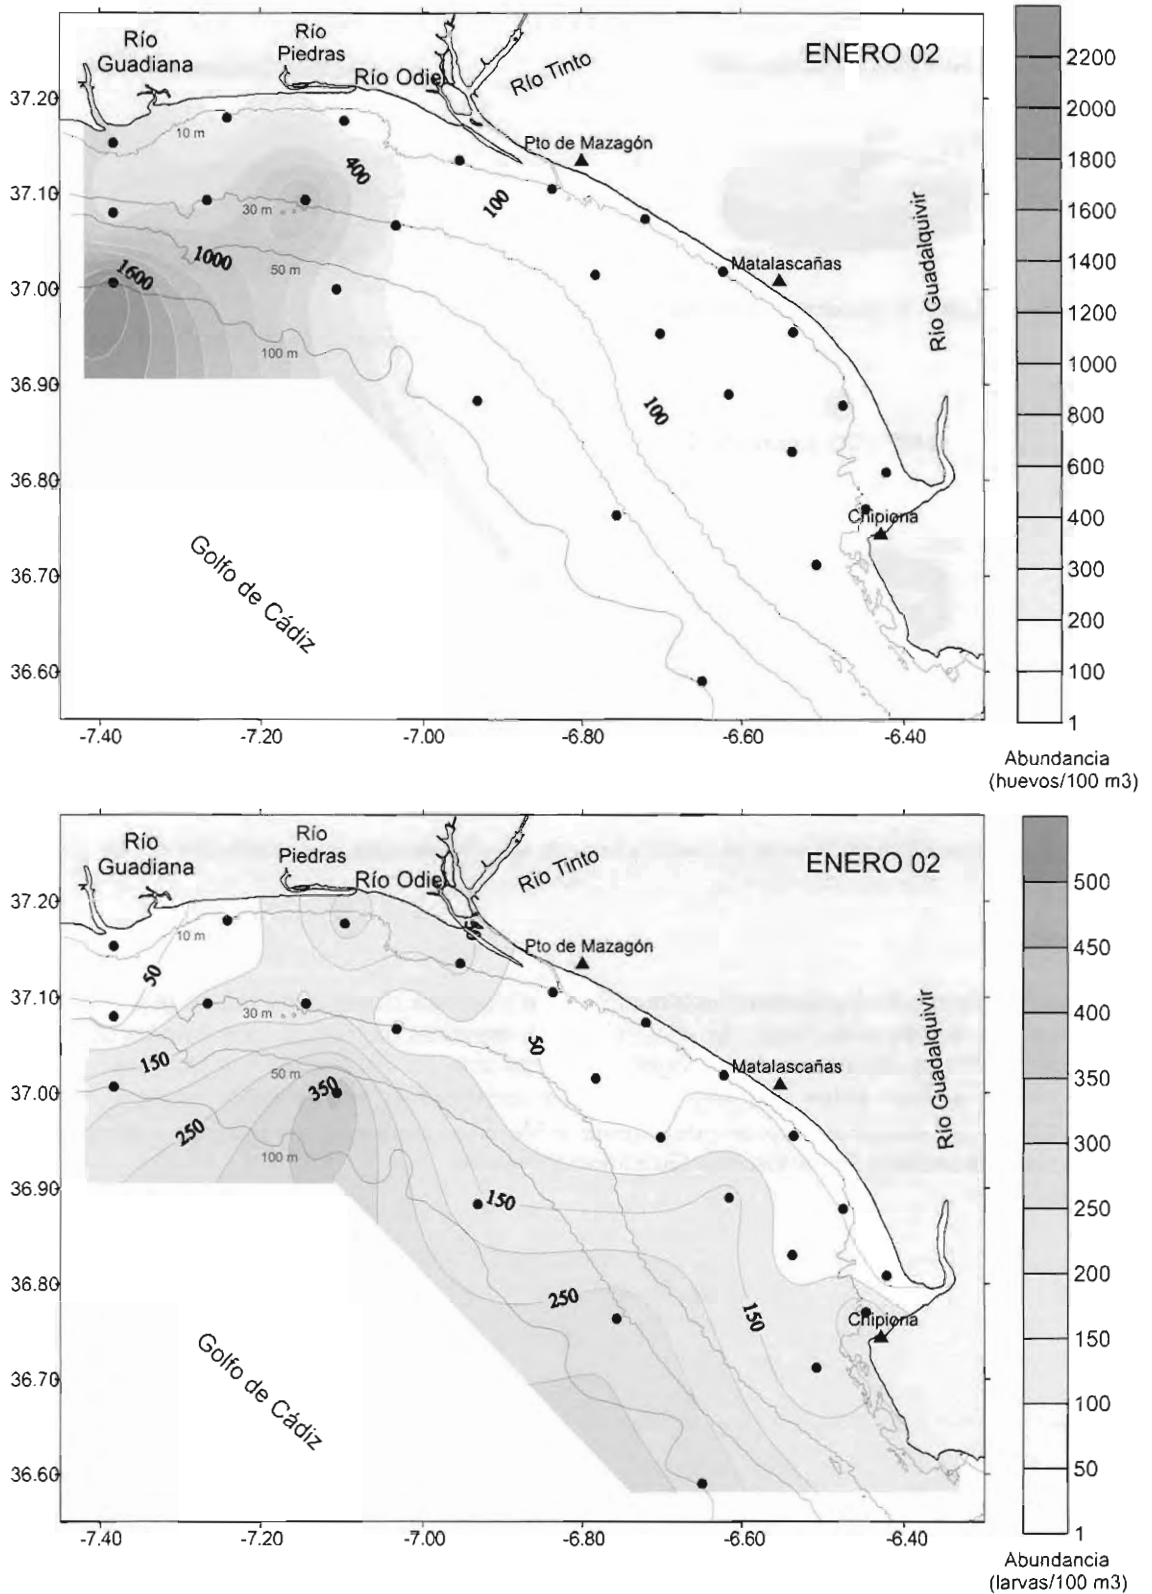 ENERO 02
Río
Guadiana
Río
Piedras
Río Odiel
Río Tinto
Pto de Mazagón
Matalascañas
Río Guadalquivir
Chipiona
Golfo de Cádiz
10 m
30 m
50 m
100 m
400
100
1000
1600
100
37.20
37.10
37.00
36.90
36.80
36.70
36.60
-7.40
-7.20
-7.00
-6.80
-6.60
-6.40
2200
2000
1800
1600
1400
1200
1000
800
600
400
300
200
100
1
Abundancia
(huevos/100 m3)
ENERO 02
Río
Guadiana
Río
Piedras
Río Odiel
Río Tinto
Pto de Mazagón
Matalascañas
Río Guadalquivir
Chipiona
Golfo de Cádiz
10 m
30 m
50 m
100 m
50
50
50
150
350
250
150
250
150
37.20
37.10
37.00
36.90
36.80
36.70
36.60
-7.40
-7.20
-7.00
-6.80
-6.60
-6.40
500
450
400
350
300
250
200
150
100
50
1
Abundancia
(larvas/100 m3)